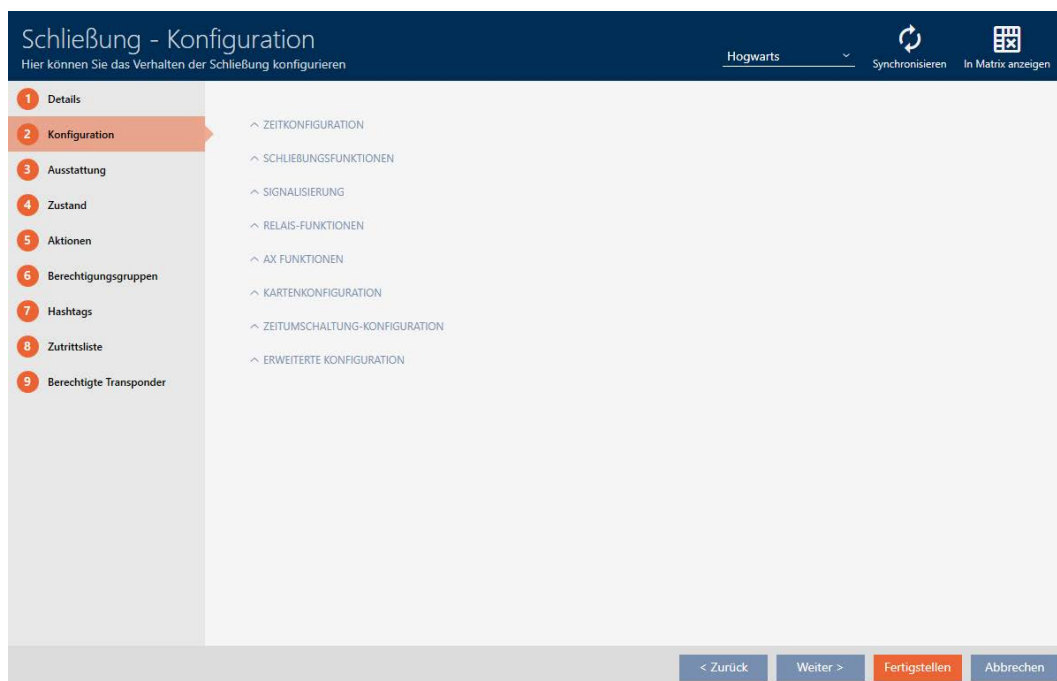 Schließung - Konfiguration
Hier können Sie das Verhalten der Schließung konfigurieren
Hogwarts
Synchronisieren
In Matrix anzeigen
1 Details
2 Konfiguration
3 Ausstattung
4 Zustand
5 Aktionen
6 Berechtigungsgruppen
7 Hashtags
8 Zutrittsliste
9 Berechtigte Transponder
ZEITKONFIGURATION
SCHLIEßUNGSFUNKTIONEN
SIGNALISIERUNG
RELAIS-FUNKTIONEN
AX FUNKTIONEN
KARTENKONFIGURATION
ZEITUMSCHALTUNG-KONFIGURATION
ERWEITERTE KONFIGURATION
< Zurück
Weiter >
Fertigstellen
Abbrechen